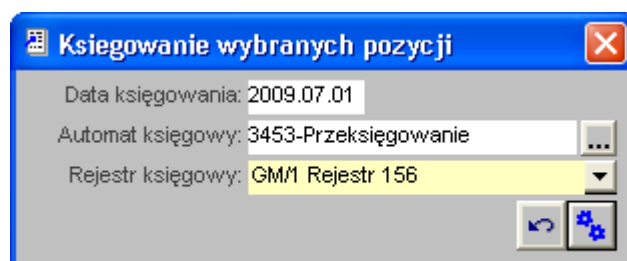 Ksiegowanie wybranych pozycji
Data księgowania: 2009.07.01
Automat księgowy: 3453-Przeksięgowanie ...
Rejestr księgowy: GM/1 Rejestr 156